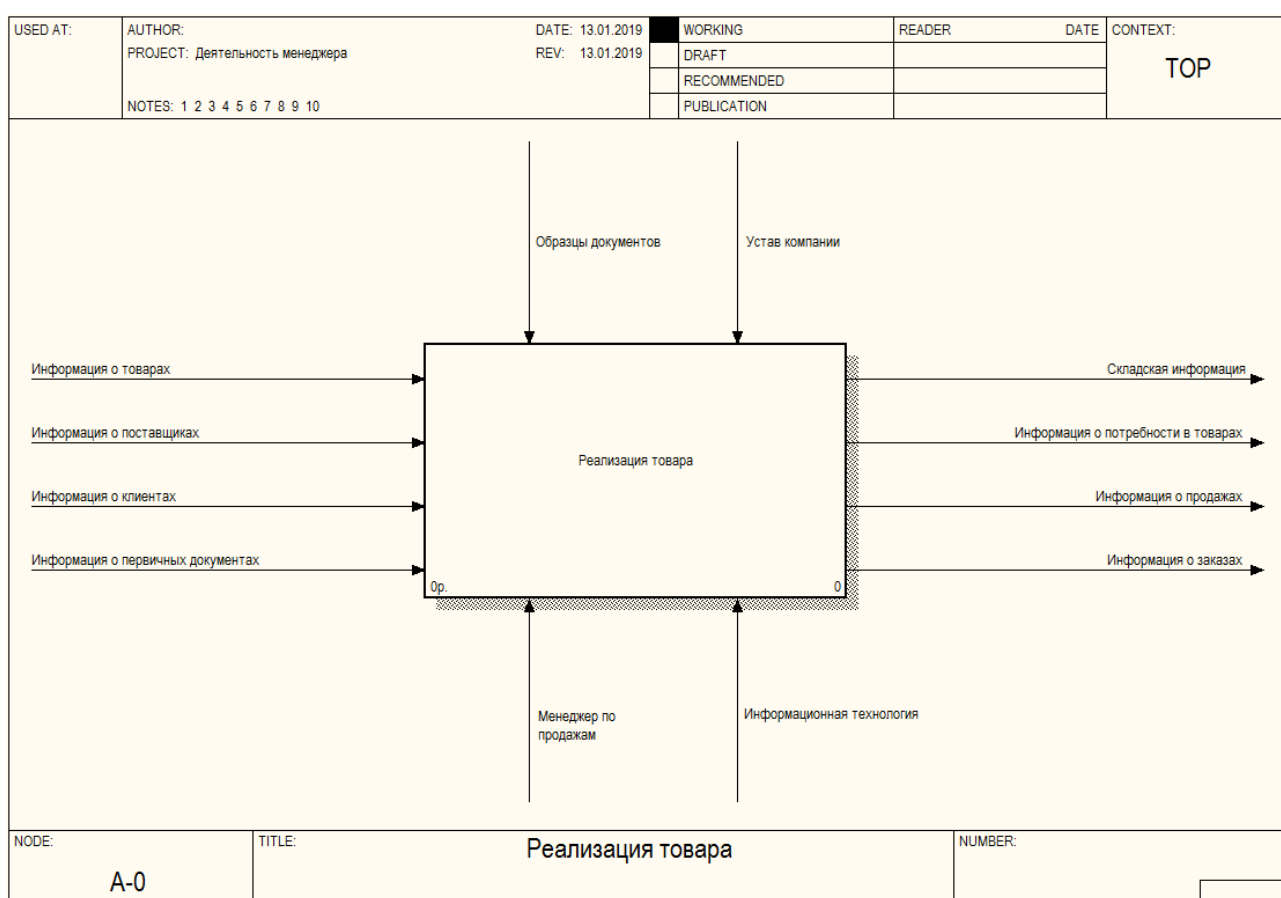 USED AT:
AUTHOR:
DATE: 13.01.2019
WORKING
READER
DATE
CONTEXT:
PROJECT: Деятельность менеджера
REV: 13.01.2019
DRAFT
TOP
RECOMMENDED
NOTES: 1 2 3 4 5 6 7 8 9 10
PUBLICATION
Образцы документов
Устав компании
Информация о товарах
Складская информация
Информация о поставщиках
Информация о потребности в товарах
Реализация товара
Информация о клиентах
Информация о продажах
Информация о первичных документах
Информация о заказах
0р.
0
Менеджер по
продажам
Информационная технология
NODE:
TITLE:
Реализация товара
NUMBER:
A-0